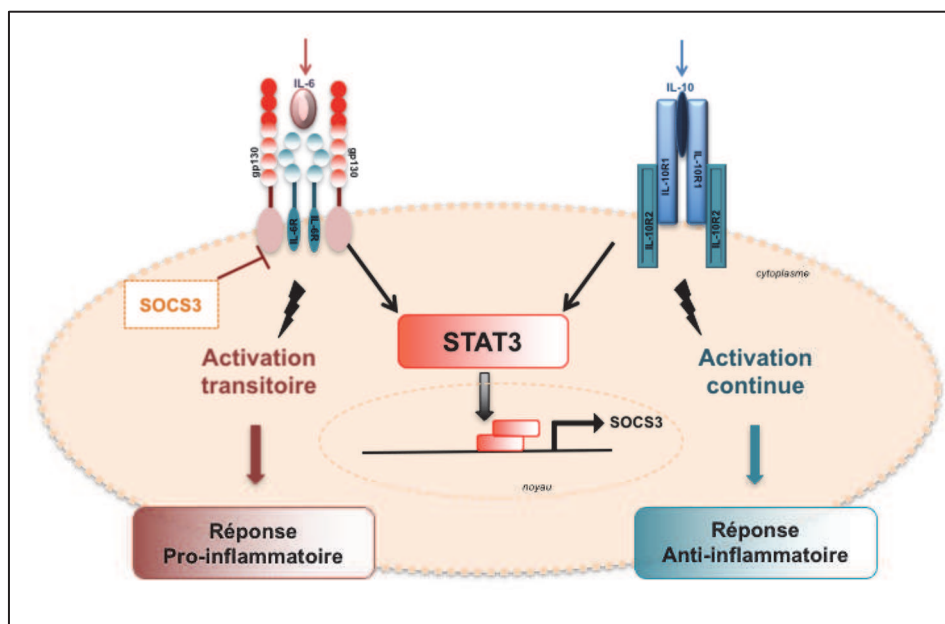 IL-6
gp130
gp130
IL-6R
IL-6R
IL-10
IL-10R1
IL-10R1
IL-10R2
IL-10R2
cytoplasme
SOCS3
STAT3
Activation
transitoire
Activation
continue
SOCS3
noyau
Réponse
Pro-inflammatoire
Réponse
Anti-inflammatoire